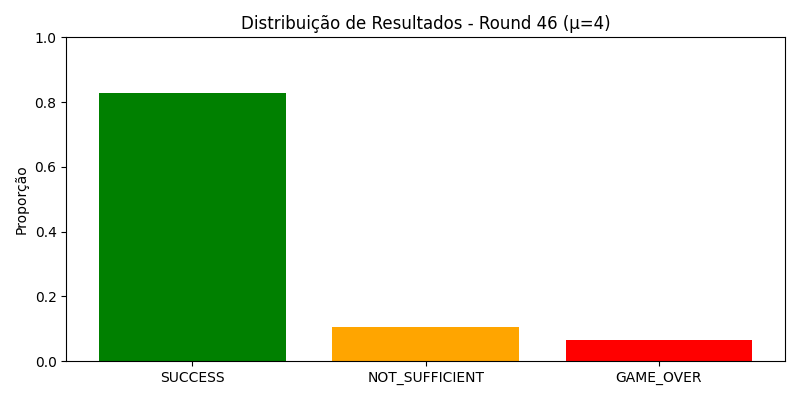 Distribuição de Resultados - Round 46 (μ=4)
Proporção
1.0
0.8
0.6
0.4
0.2
0.0
SUCCESS
NOT_SUFFICIENT
GAME_OVER